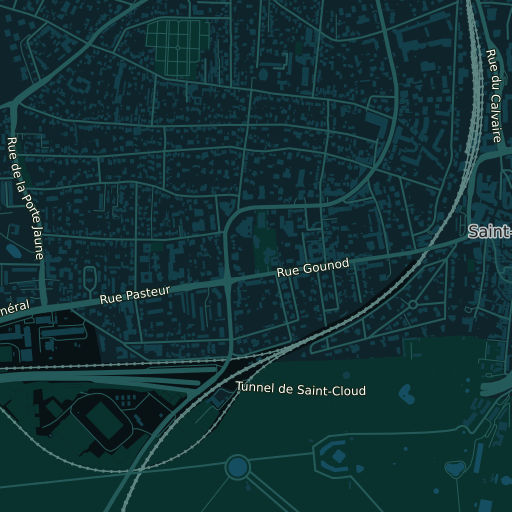 Rue du Calvaire
Rue de la Porte Jaune
Saint-
Rue Gounod
Rue Pasteur
néral
Tunnel de Saint-Cloud